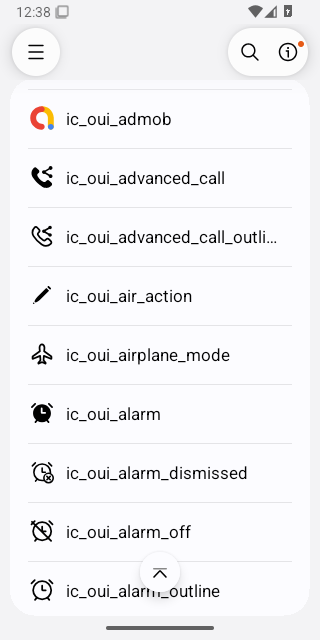 12:38
ic_oui_admob
ic_oui_advanced_call
ic_oui_advanced_call_outli...
ic_oui_air_action
ic_oui_airplane_mode
ic_oui_alarm
ic_oui_alarm_dismissed
ic_oui_alarm_off
ic_oui_alarm_outline